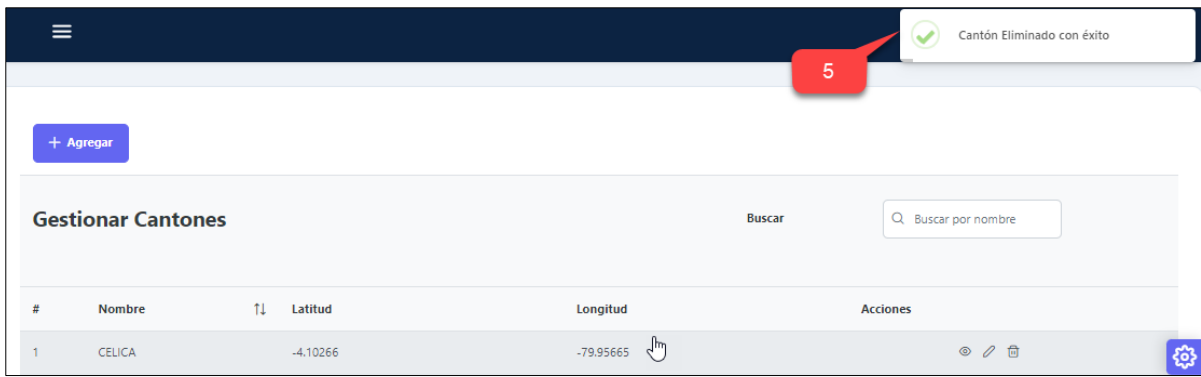 Cantón Eliminado con éxito
5
+ Agregar
Gestionar Cantones Buscar Buscar por nombre
# Nombre ↑↓ Latitud Longitud Acciones
1 CELICA -4.10266 -79.95665